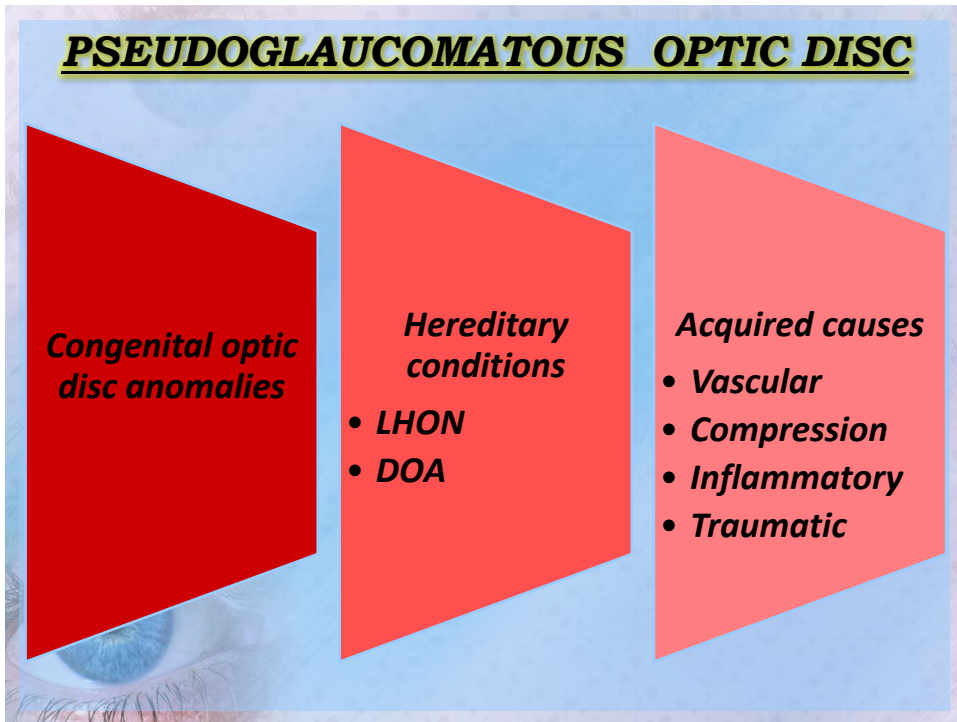 PSEUDOGLAUCOMATOUS OPTIC DISC
Congenital optic
disc anomalies
Hereditary
conditions
• LHON
• DOA
Acquired causes
• Vascular
• Compression
• Inflammatory
• Traumatic